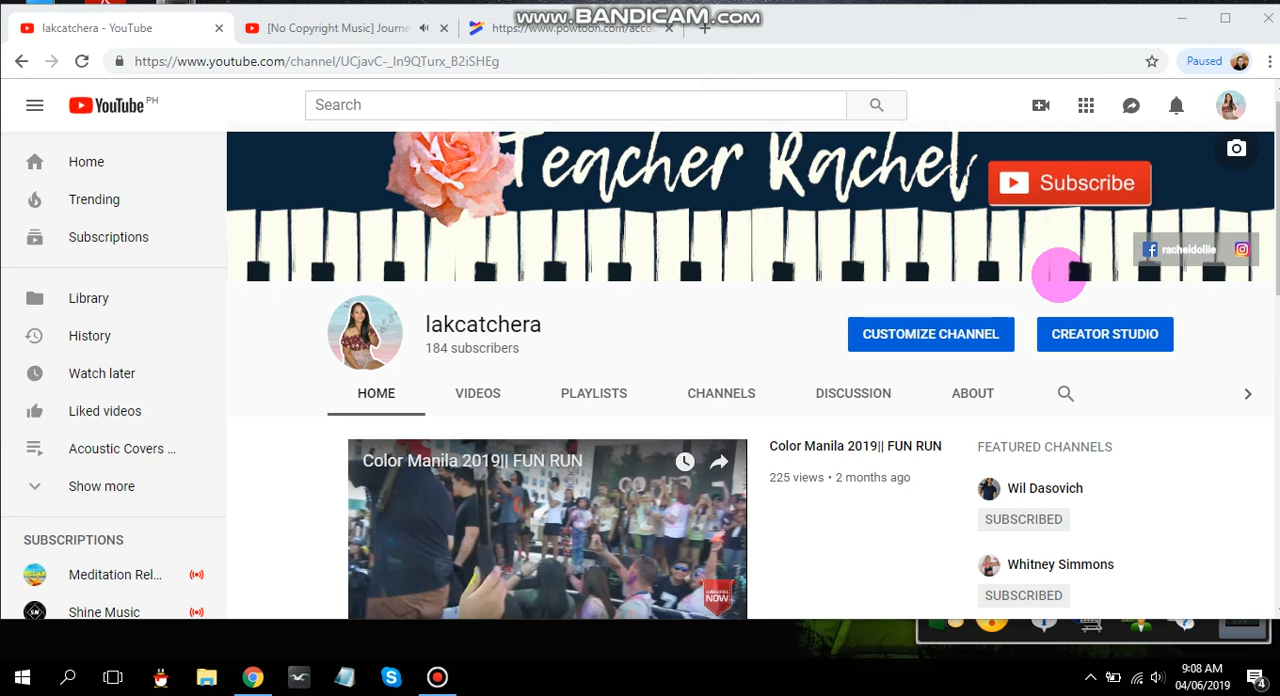 www.BANDICAM.com
lakcatchera - YouTube
[No Copyright Music] Journe
https://www.powtoon.com/acco
https://www.youtube.com/channel/UCjavC-_In9QTurx_B2iSHEg
Paused
YouTube PH
Search
Home
Trending
Subscriptions
Library
History
Watch later
Liked videos
Acoustic Covers ...
Show more
SUBSCRIPTIONS
Meditation Rel...
Shine Music
Teacher Rachel
Subscribe
racheldollie
lakcatchera
184 subscribers
CUSTOMIZE CHANNEL
CREATOR STUDIO
HOME
VIDEOS
PLAYLISTS
CHANNELS
DISCUSSION
ABOUT
Color Manila 2019|| FUN RUN
SUBSCRIBE
NOW
Color Manila 2019|| FUN RUN
225 views • 2 months ago
FEATURED CHANNELS
Wil Dasovich
SUBSCRIBED
Whitney Simmons
SUBSCRIBED
9:08 AM
04/06/2019
4